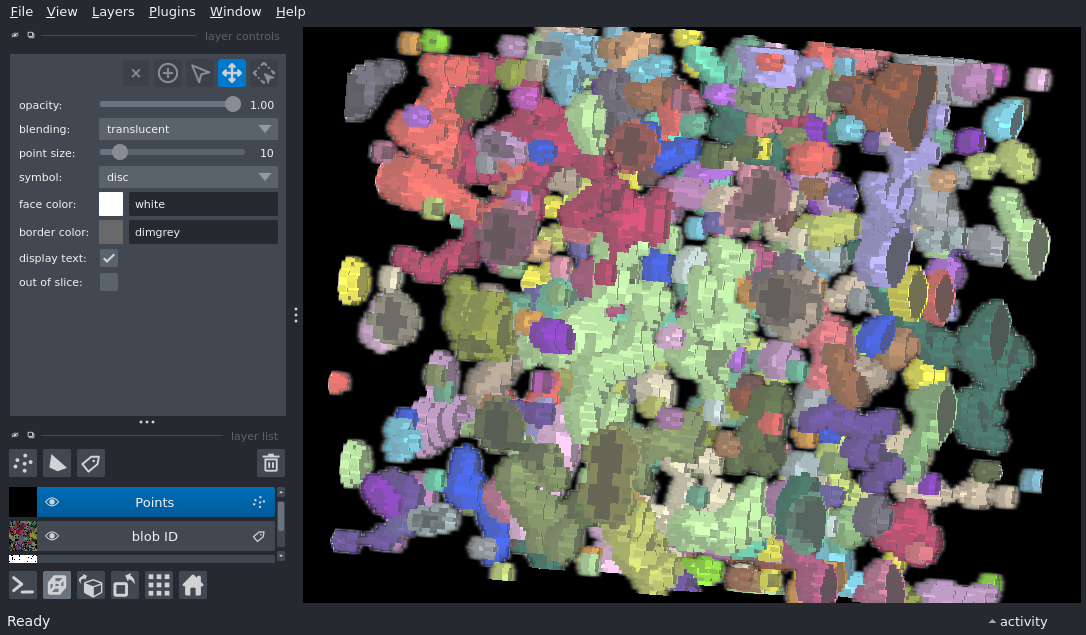 File View Layers Plugins Window Help
layer controls
opacity: 1.00
blending: translucent
point size: 10
symbol: disc
face color: white
border color: dimgrey
display text:
out of slice:
layer list
Points
blob ID
Ready
activity